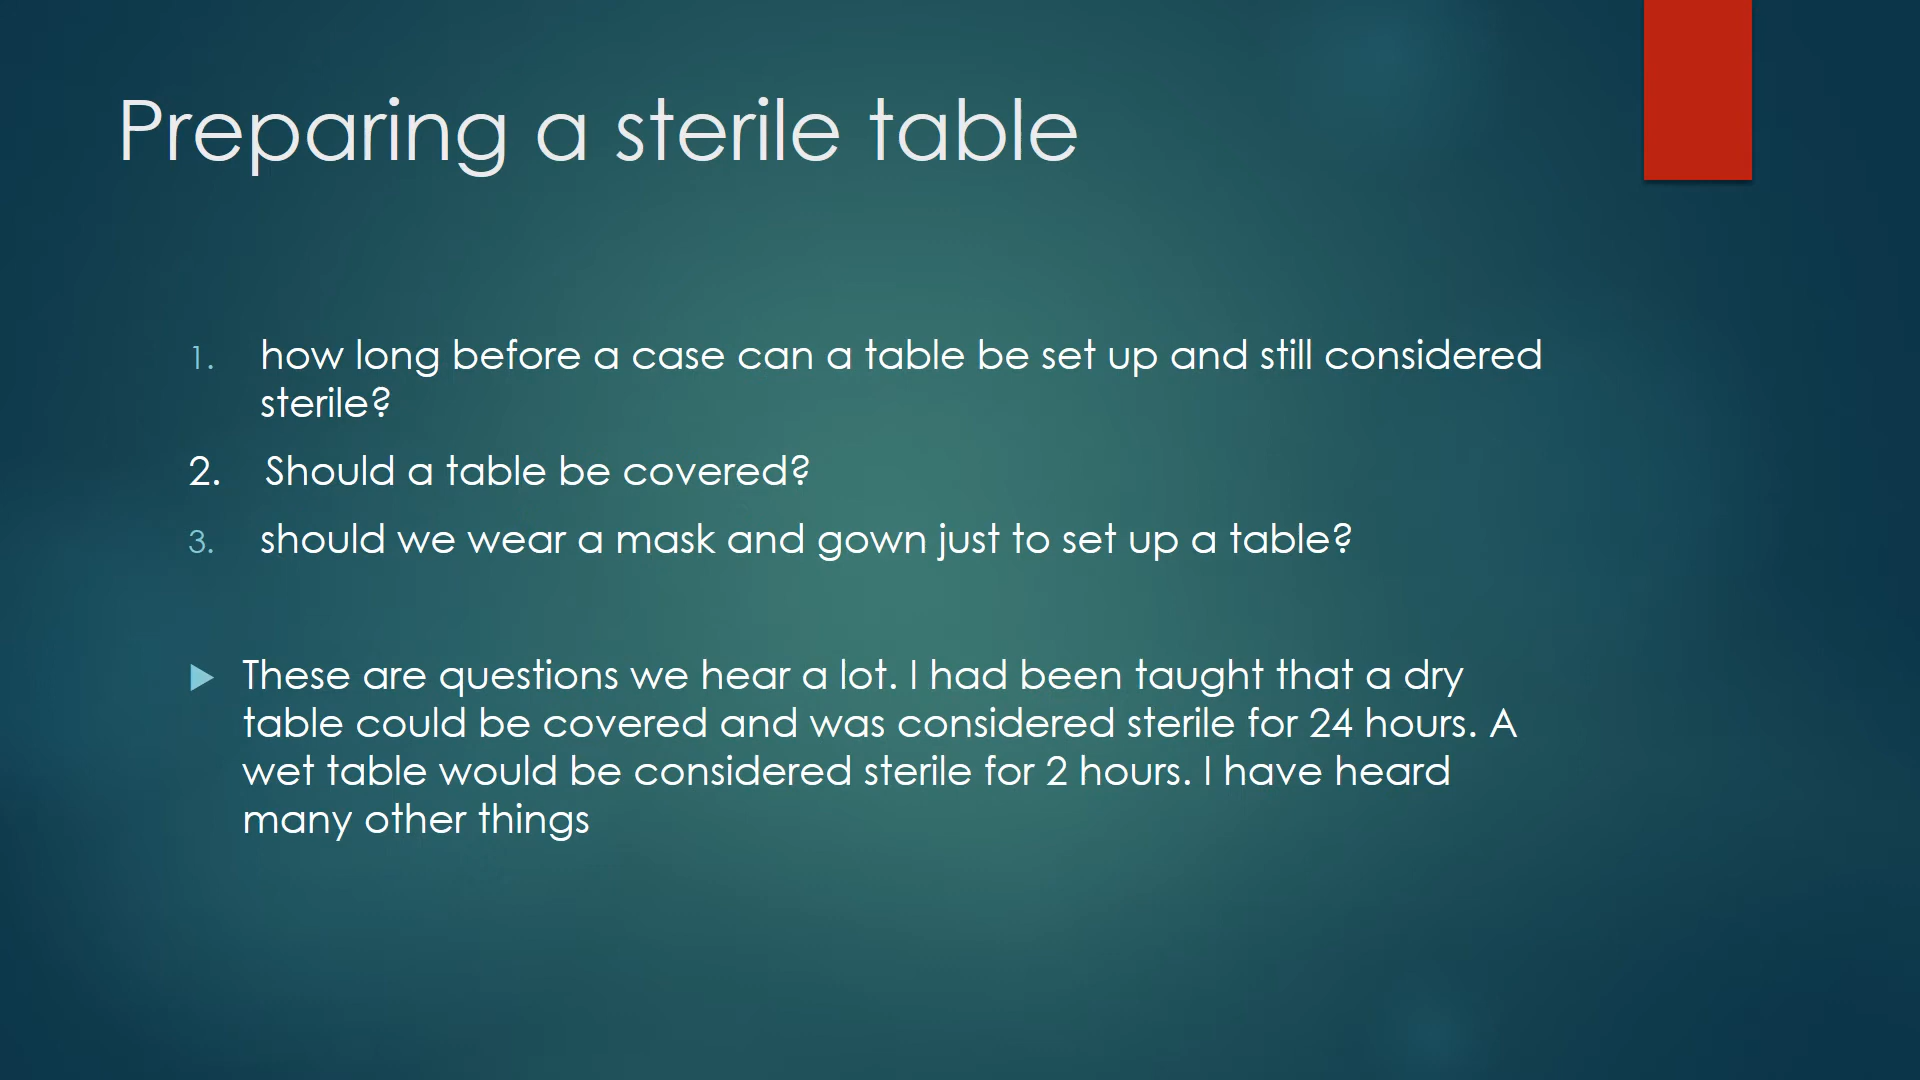 Preparing a sterile table
1. how long before a case can a table be set up and still considered
sterile?
2. Should a table be covered?
3. should we wear a mask and gown just to set up a table?
These are questions we hear a lot. I had been taught that a dry
table could be covered and was considered sterile for 24 hours. A
wet table would be considered sterile for 2 hours. I have heard
many other things